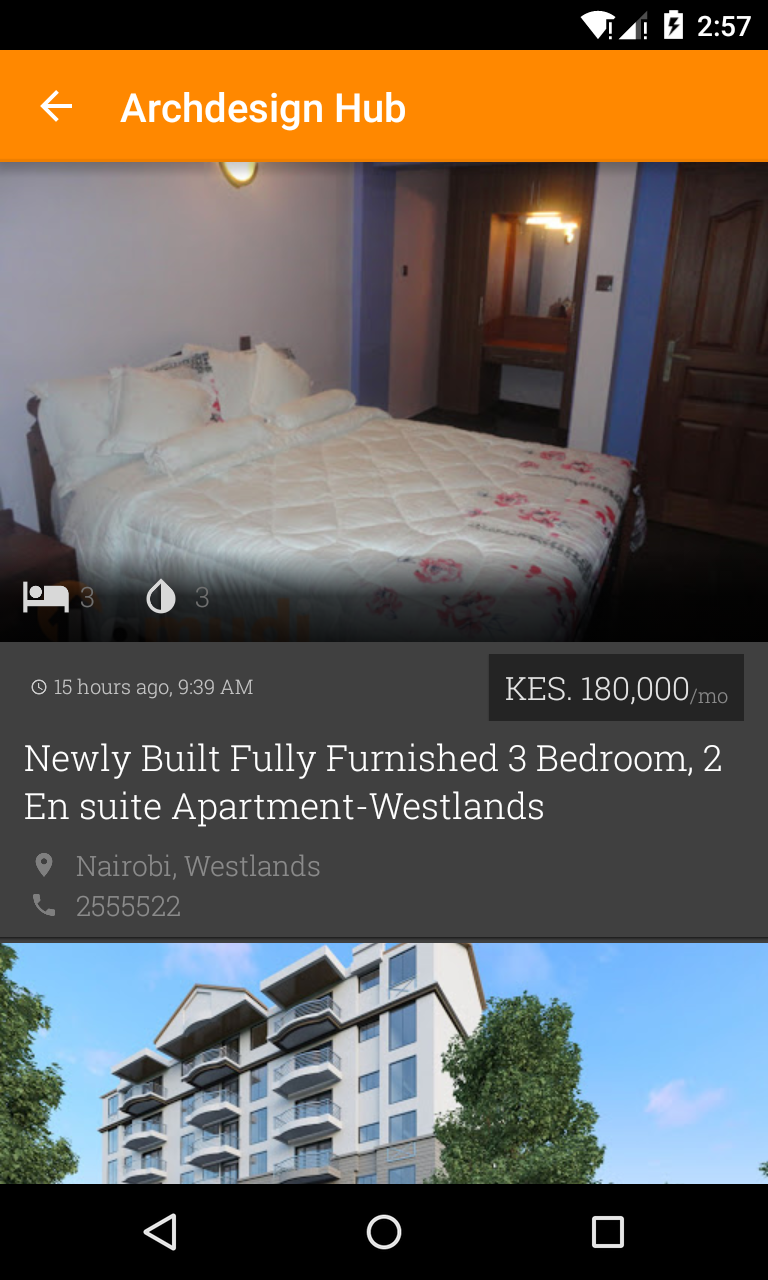 2:57
Archdesign Hub
3 3
15 hours ago, 9:39 AM
KES. 180,000/mo
Newly Built Fully Furnished 3 Bedroom, 2
En suite Apartment-Westlands
Nairobi, Westlands
2555522